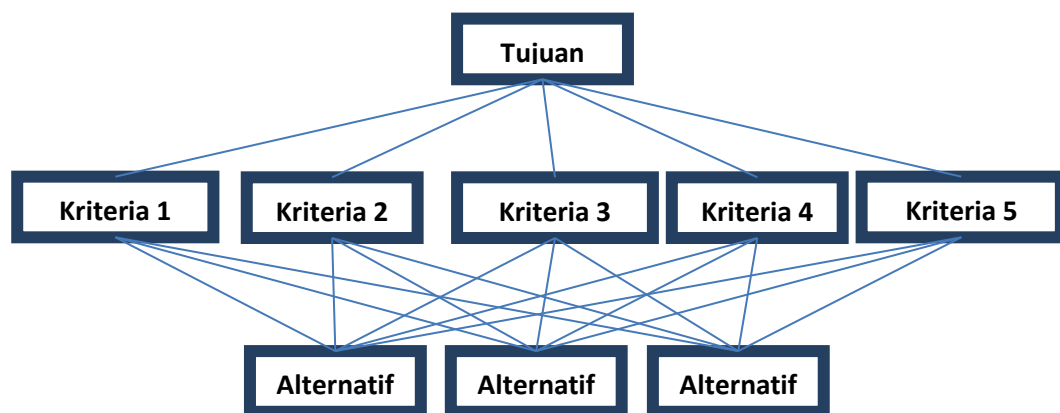 Tujuan
Kriteria 1
Kriteria 2
Kriteria 3
Kriteria 4
Kriteria 5
Alternatif
Alternatif
Alternatif